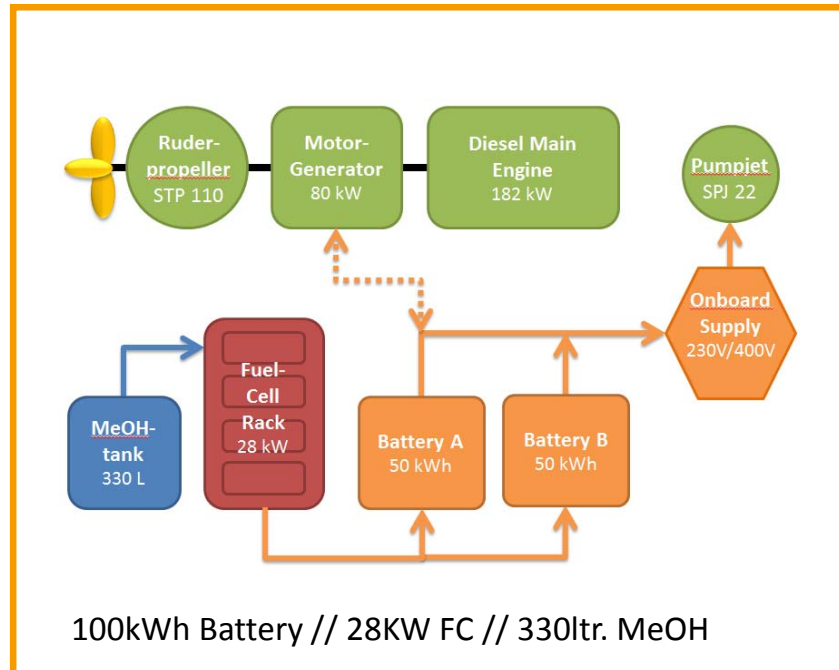 Ruder-
propeller
STP 110
Motor-
Generator
80 kW
Diesel Main
Engine
182 kW
Pumpjet
SPJ 22
Onboard
Supply
230V/400V
MeOH-
tank
330 L
Fuel-
Cell
Rack
28 kW
Battery A
50 kWh
Battery B
50 kWh
100kWh Battery // 28KW FC // 330ltr. MeOH